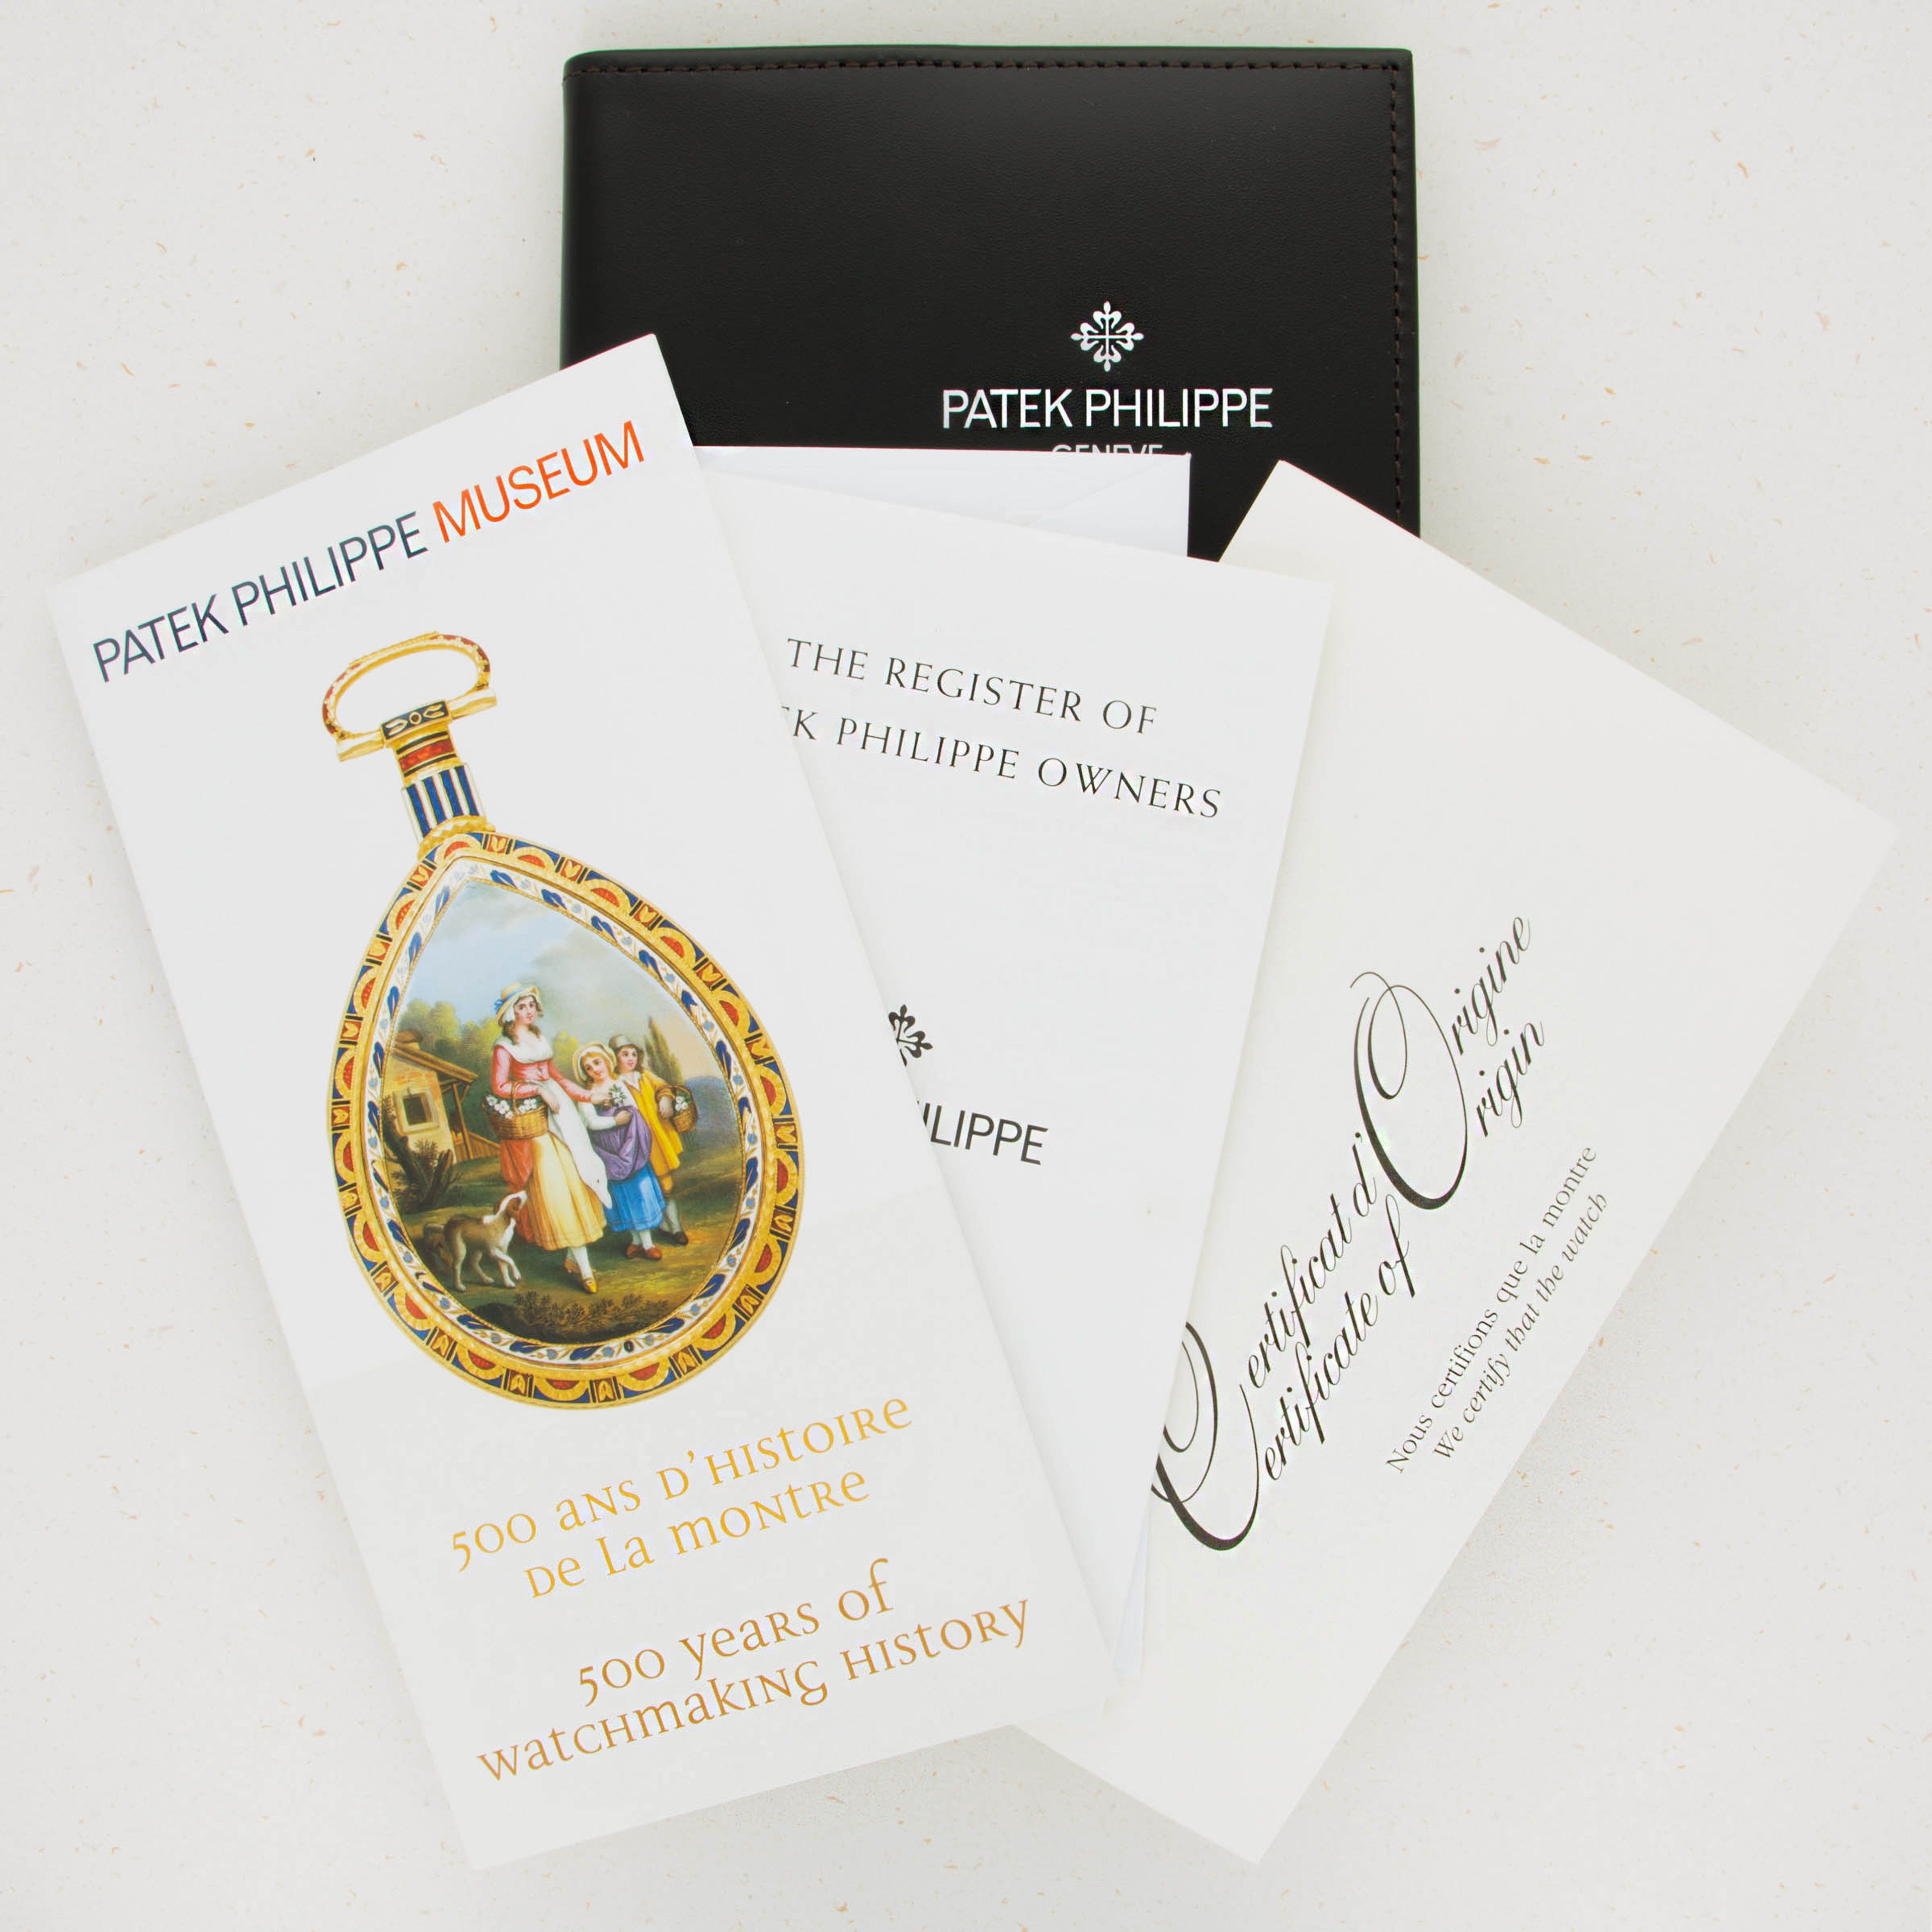 PATEK PHILIPPE
GENEVE
PATEK PHILIPPE MUSEUM
500 ans d'Histoire
de la montre
500 years of
watchmaking History
THE REGISTER OF
PHILIPPE OWNERS
Certificat d'Origine
Certificate of Origin
Nous certifions que la montre
We certify that the watch